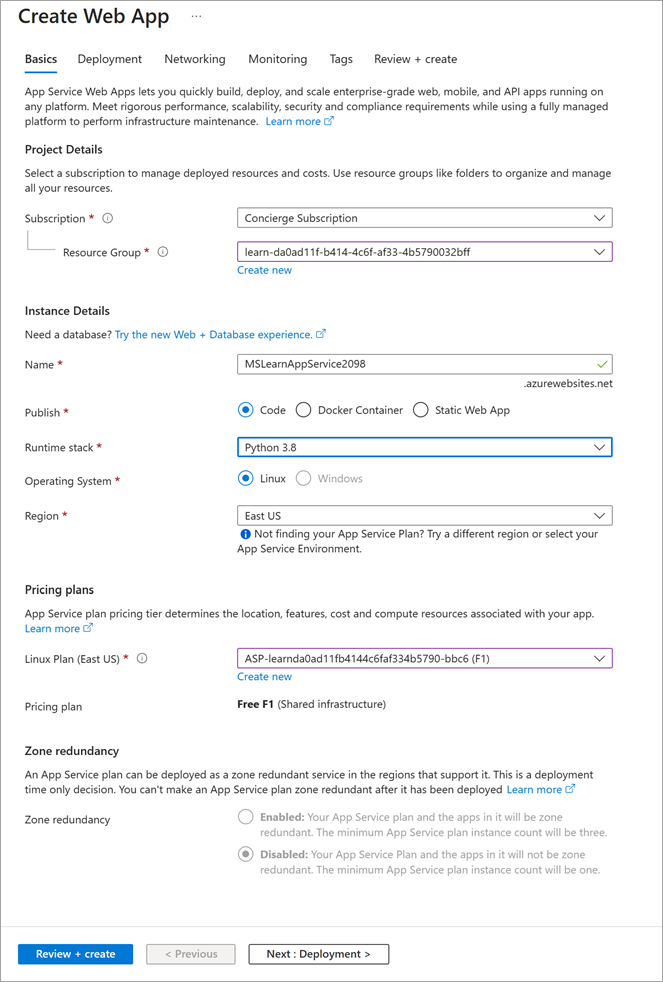 Create Web App ...
Basics Deployment Networking Monitoring Tags Review + create
App Service Web Apps lets you quickly build, deploy, and scale enterprise-grade web, mobile, and API apps running on
any platform. Meet rigorous performance, scalability, security and compliance requirements while using a fully managed
platform to perform infrastructure maintenance. Learn more
Project Details
Select a subscription to manage deployed resources and costs. Use resource groups like folders to organize and manage
all your resources.
Subscription * Concierge Subscription
Resource Group * learn-da0ad11f-b414-4c6f-af33-4b5790032bff
Create new
Instance Details
Need a database? Try the new Web + Database experience.
Name * MSLearnAppService2098
.azurewebsites.net
Publish * Code Docker Container Static Web App
Runtime stack * Python 3.8
Operating System * Linux Windows
Region * East US
Not finding your App Service Plan? Try a different region or select your
App Service Environment.
Pricing plans
App Service plan pricing tier determines the location, features, cost and compute resources associated with your app.
Learn more
Linux Plan (East US) * ASP-learnda0ad11fb4144c6faf334b5790-bbc6 (F1)
Create new
Pricing plan Free F1 (Shared infrastructure)
Zone redundancy
An App Service plan can be deployed as a zone redundant service in the regions that support it. This is a deployment
time only decision. You can't make an App Service plan zone redundant after it has been deployed Learn more
Zone redundancy Enabled: Your App Service plan and the apps in it will be zone
redundant. The minimum App Service plan instance count will be three.
Disabled: Your App Service Plan and the apps in it will not be zone
redundant. The minimum App Service plan instance count will be one.
Review + create < Previous Next : Deployment >